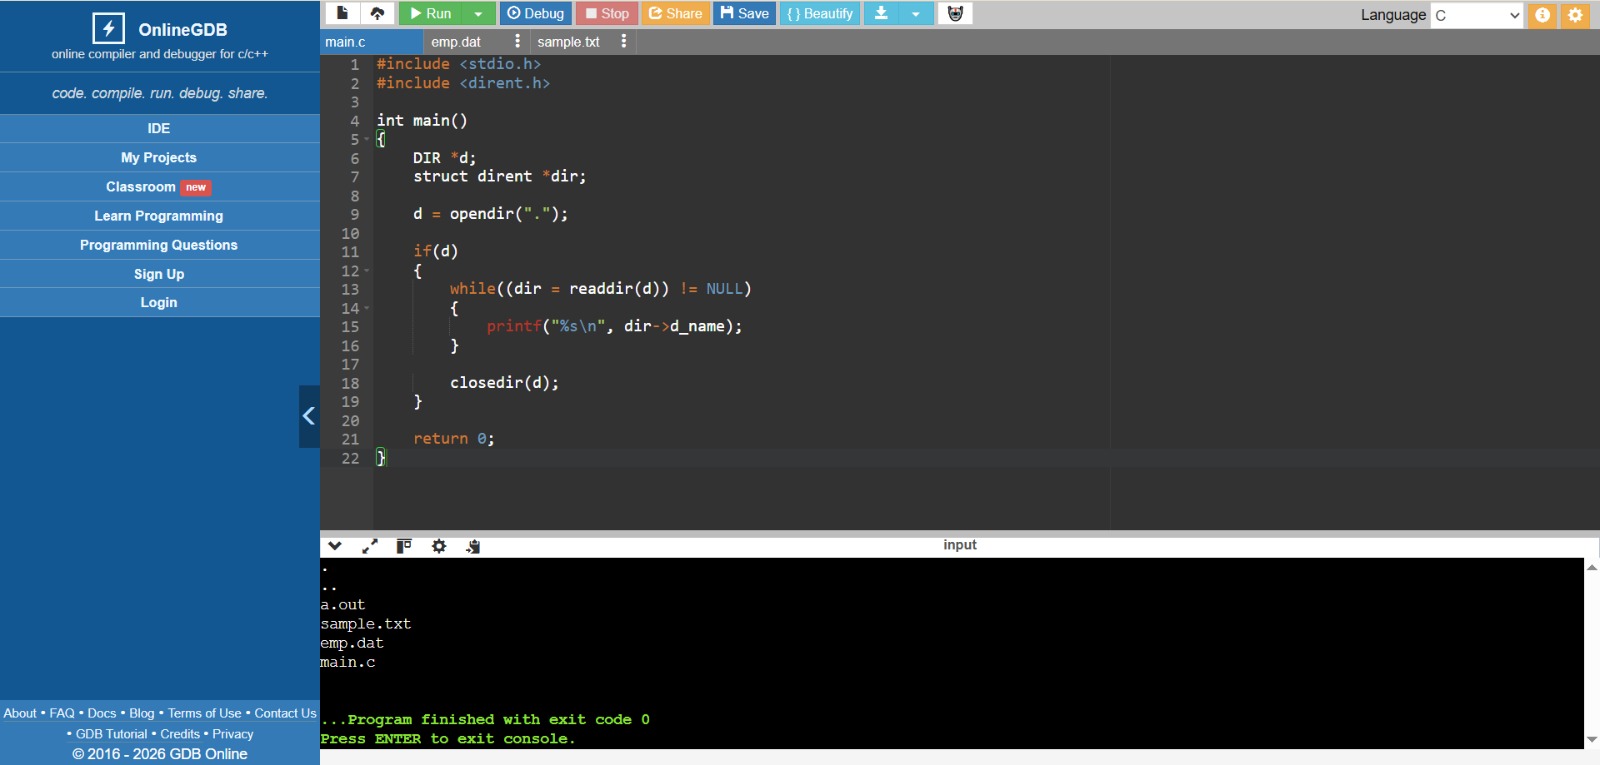 OnlineGDB
online compiler and debugger for c/c++
code. compile. run. debug. share.
IDE
My Projects
Classroom new
Learn Programming
Programming Questions
Sign Up
Login
About • FAQ • Docs • Blog • Terms of Use • Contact Us
• GDB Tutorial • Credits • Privacy
© 2016 - 2026 GDB Online
Run Debug Stop Share Save { } Beautify Language C
main.c emp.dat sample.txt
1 #include <stdio.h>
2 #include <dirent.h>
3
4 int main()
5 {
6     DIR *d;
7     struct dirent *dir;
8
9     d = opendir(".");
10
11     if(d)
12     {
13         while((dir = readdir(d)) != NULL)
14         {
15             printf("%s\n", dir->d_name);
16         }
17
18         closedir(d);
19     }
20
21     return 0;
22 }
input
.
..
a.out
sample.txt
emp.dat
main.c
...Program finished with exit code 0
Press ENTER to exit console.